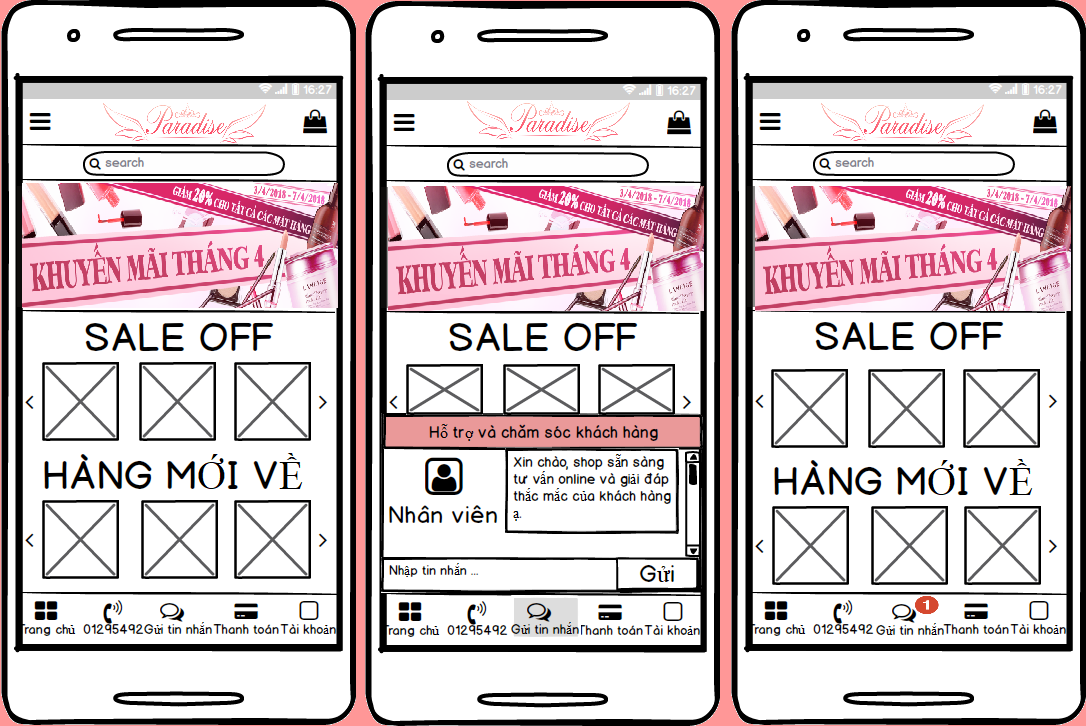 16:27
Paradise
search
3/4/2018 - 7/4/2018
GIẢM 20% CHO TẤT CẢ CÁC MẶT HÀNG
KHUYẾN MÃI THÁNG 4
LANEIGE
SALE OFF
HÀNG MỚI VỀ
Trang chủ 01295492 Gửi tin nhắn Thanh toán Tài khoản
16:27
Paradise
search
3/4/2018 - 7/4/2018
GIẢM 20% CHO TẤT CẢ CÁC MẶT HÀNG
KHUYẾN MÃI THÁNG 4
LANEIGE
SALE OFF
Hỗ trợ và chăm sóc khách hàng
Xin chào, shop sẵn sàng
tư vấn online và giải đáp
thắc mắc của khách hàng
ạ.
Nhân viên
Nhập tin nhắn ...
Gửi
Trang chủ 01295492 Gửi tin nhắn Thanh toán Tài khoản
16:27
Paradise
search
3/4/2018 - 7/4/2018
GIẢM 20% CHO TẤT CẢ CÁC MẶT HÀNG
KHUYẾN MÃI THÁNG 4
LANEIGE
SALE OFF
HÀNG MỚI VỀ
1
Trang chủ 01295492 Gửi tin nhắn Thanh toán Tài khoản